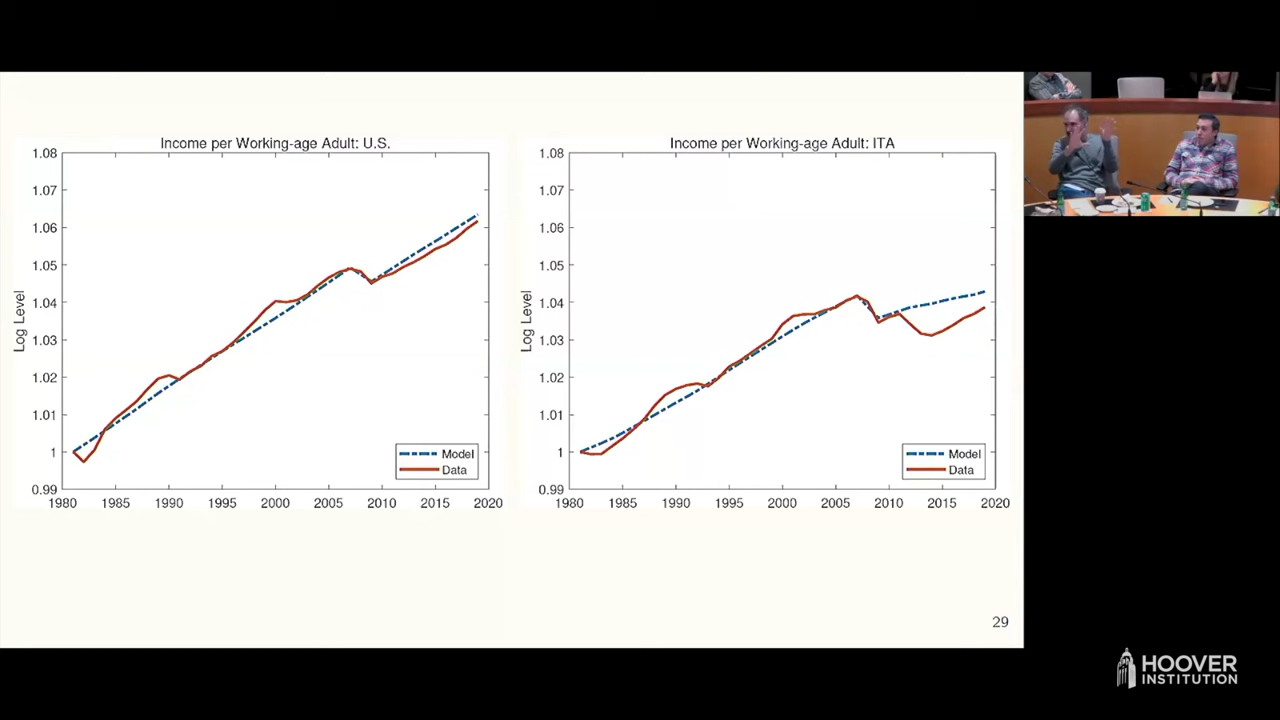 Income per Working-age Adult: U.S.
1.08
1.07
1.06
1.05
1.04
1.03
1.02
1.01
1
0.99
Log Level
1980 1985 1990 1995 2000 2005 2010 2015 2020
Model
Data
Income per Working-age Adult: ITA
1.08
1.07
1.06
1.05
1.04
1.03
1.02
1.01
1
0.99
Log Level
1980 1985 1990 1995 2000 2005 2010 2015 2020
Model
Data
29
HOOVER
INSTITUTION